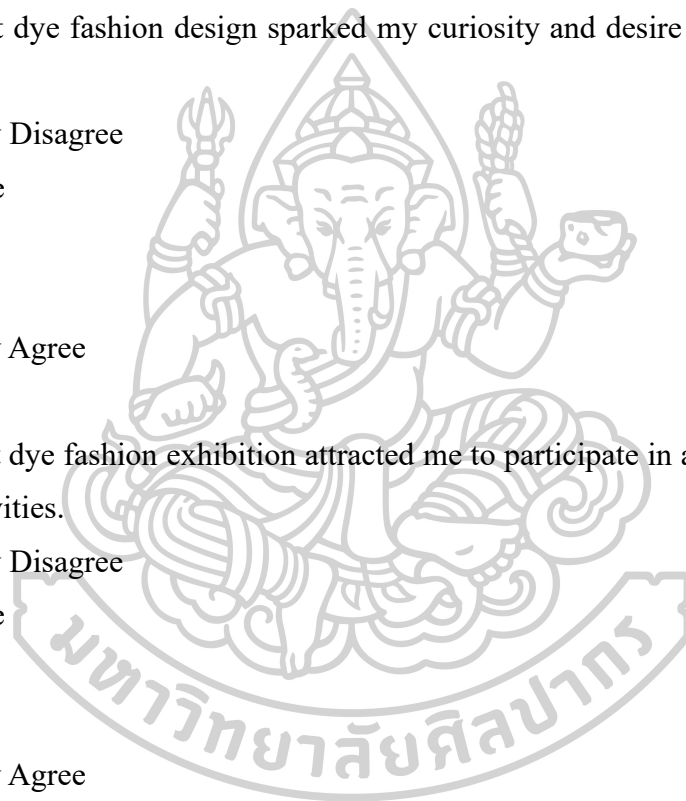 t dye fashion design sparked my curiosity and desire
Disagree
e
Agree
t dye fashion exhibition attracted me to participate in a
vities.
Disagree
e
Agree
มหาวิทยาลัยศิลปากร